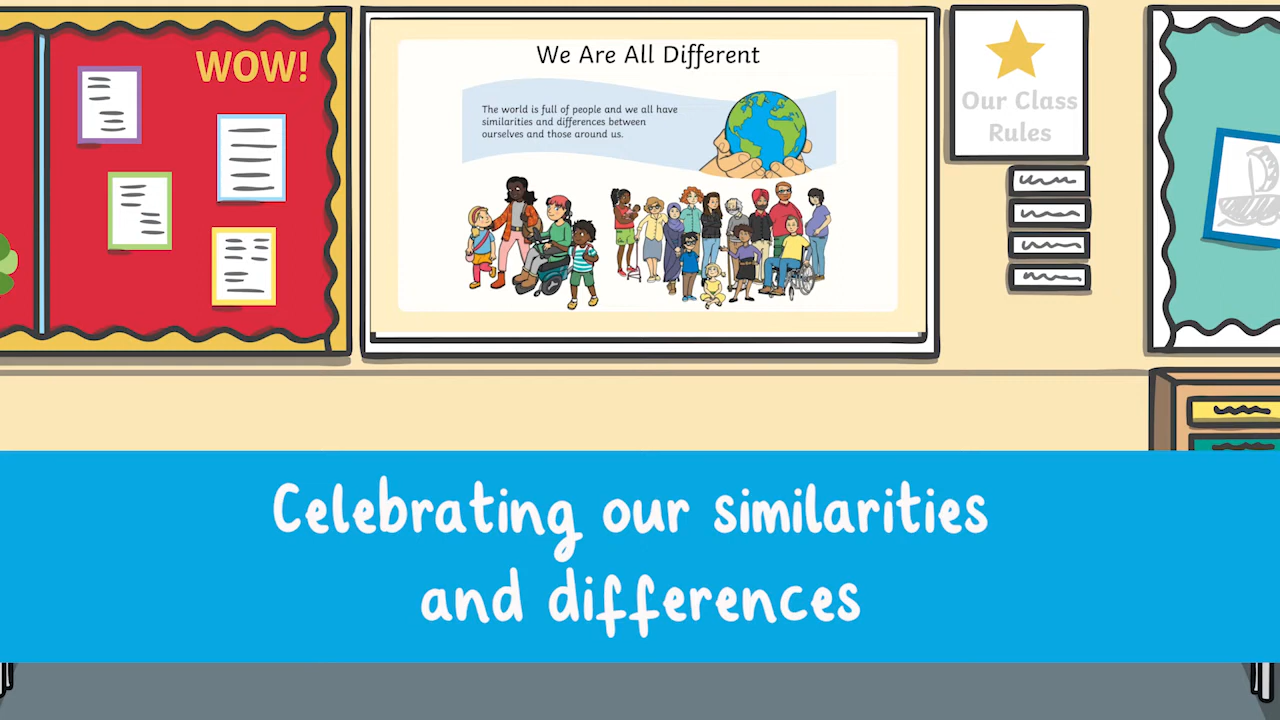 WOW!
We Are All Different
The world is full of people and we all have
similarities and differences between
ourselves and those around us.
Our Class
Rules
Celebrating our similarities
and differences